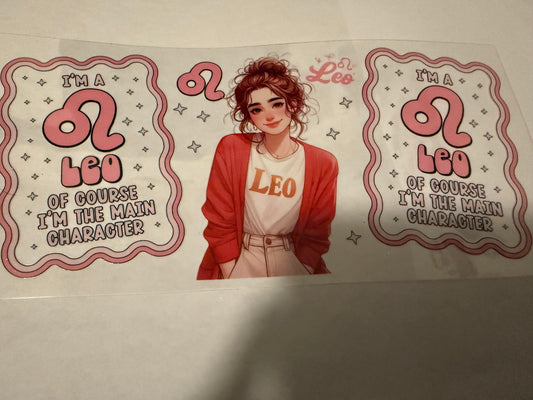 I'M A
LEO
OF COURSE
I'M THE MAIN
CHARACTER
Leo
LEO
I'M A
LEO
OF COURSE
I'M THE MAIN
CHARACTER